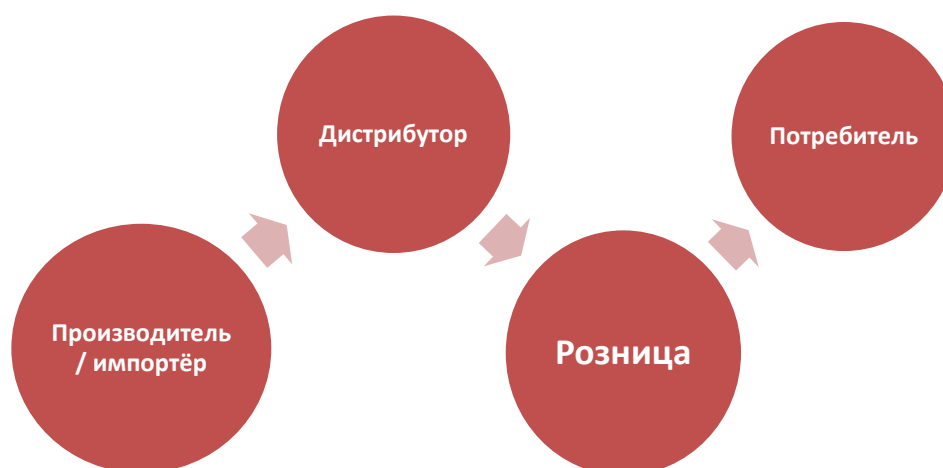 Производитель
/ импортёр
Дистрибутор
Розница
Потребитель